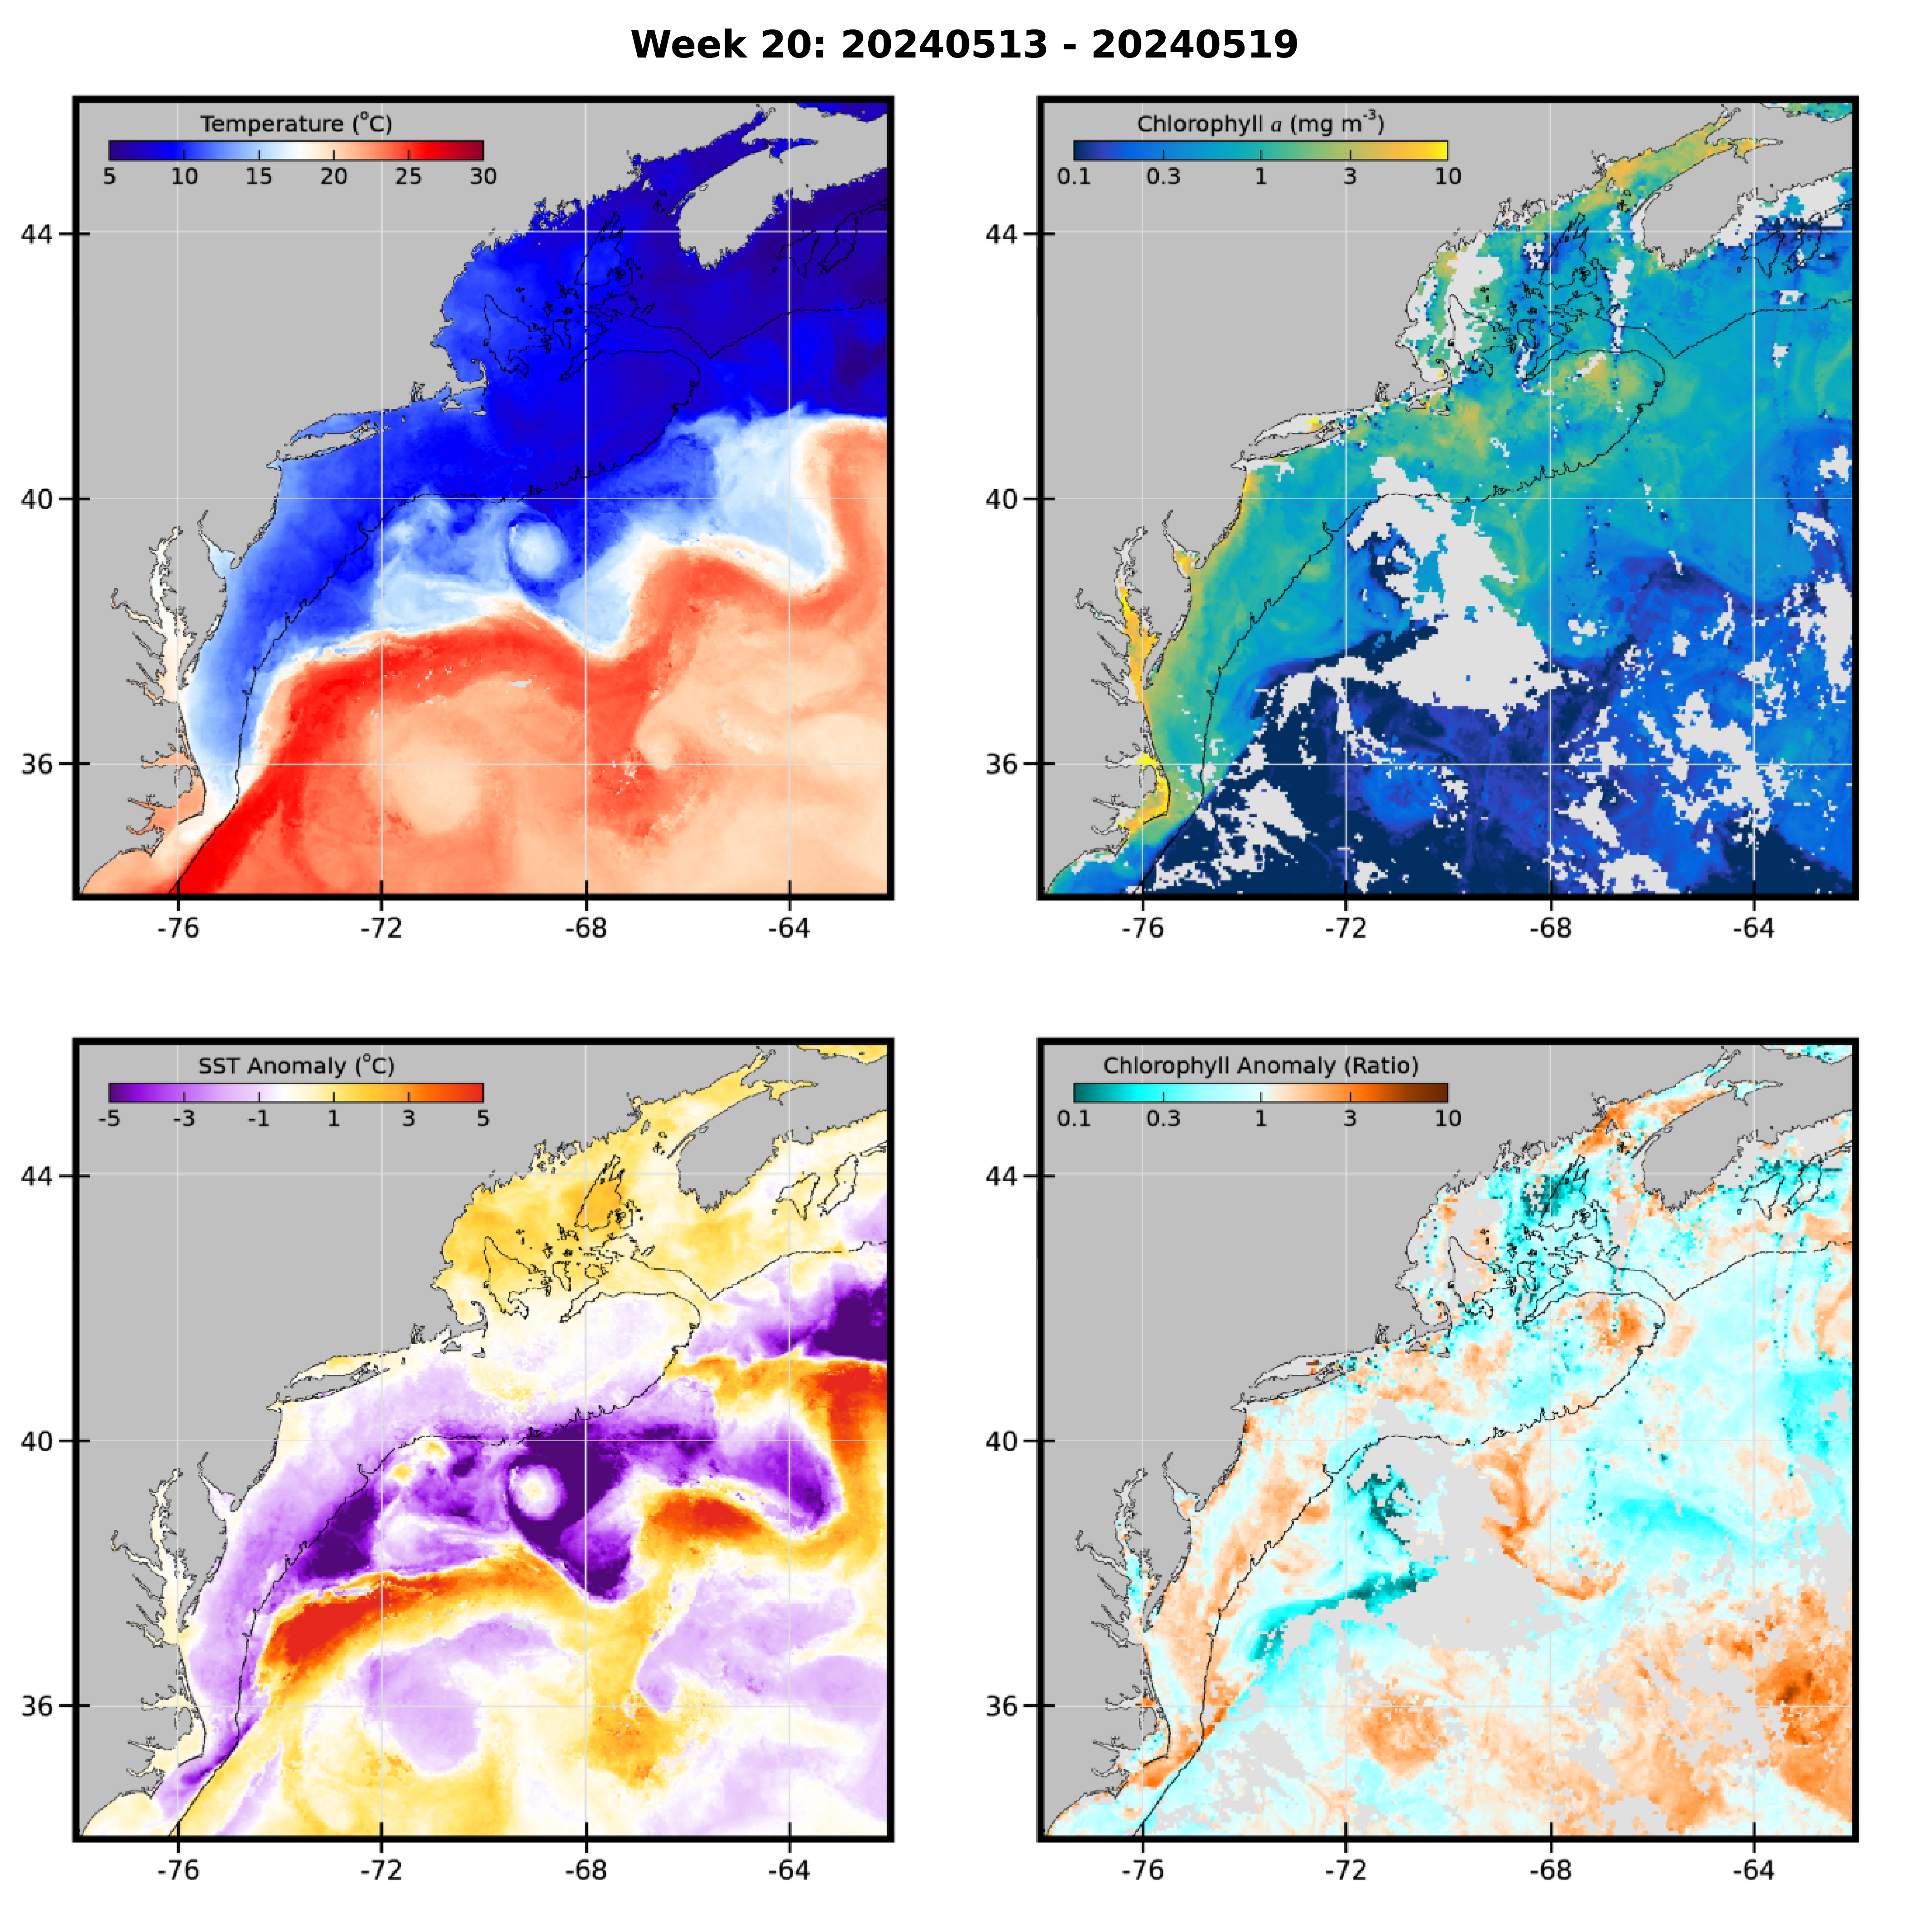 Week 20: 20240513 - 20240519
Temperature (°C)
5 10 15 20 25 30
44
40
36
-76 -72 -68 -64
Chlorophyll a (mg m⁻³)
0.1 0.3 1 3 10
44
40
36
-76 -72 -68 -64
SST Anomaly (°C)
-5 -3 -1 1 3 5
44
40
36
-76 -72 -68 -64
Chlorophyll Anomaly (Ratio)
0.1 0.3 1 3 10
44
40
36
-76 -72 -68 -64